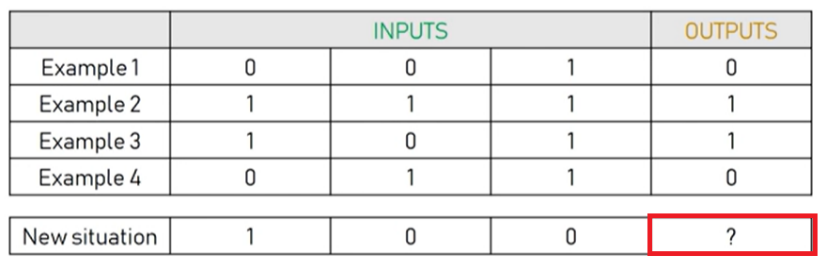 INPUTS OUTPUTS
Example 1 0 0 1 0
Example 2 1 1 1 1
Example 3 1 0 1 1
Example 4 0 1 1 0
New situation 1 0 0 ?